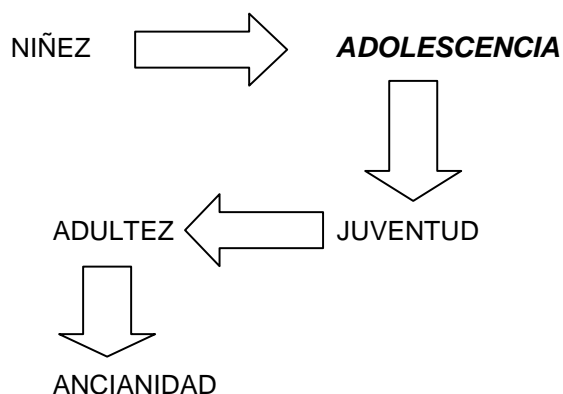 NIÑEZ
ADOLESCENCIA
JUVENTUD
ADULTEZ
ANCIANIDAD